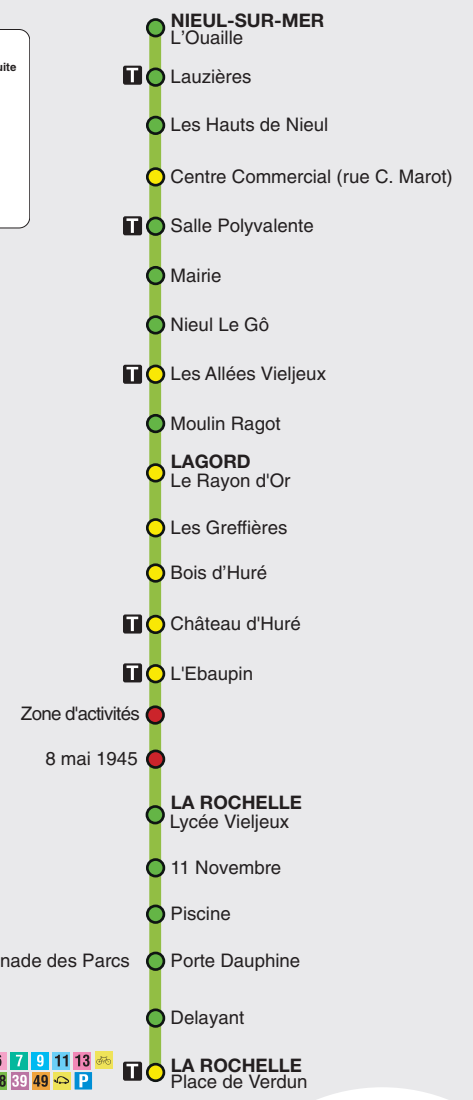 NIEUL-SUR-MER
L'Ouaille
T Lauzières
Les Hauts de Nieul
Centre Commercial (rue C. Marot)
T Salle Polyvalente
Mairie
Nieul Le Gô
T Les Allées Vieljeux
Moulin Ragot
LAGORD
Le Rayon d'Or
Les Greffières
Bois d'Huré
T Château d'Huré
T L'Ebaupin
Zone d'activités
8 mai 1945
LA ROCHELLE
Lycée Vieljeux
11 Novembre
Piscine
des Parcs Porte Dauphine
Delayant
7 9 11 13
39 49 P
T LA ROCHELLE
Place de Verdun